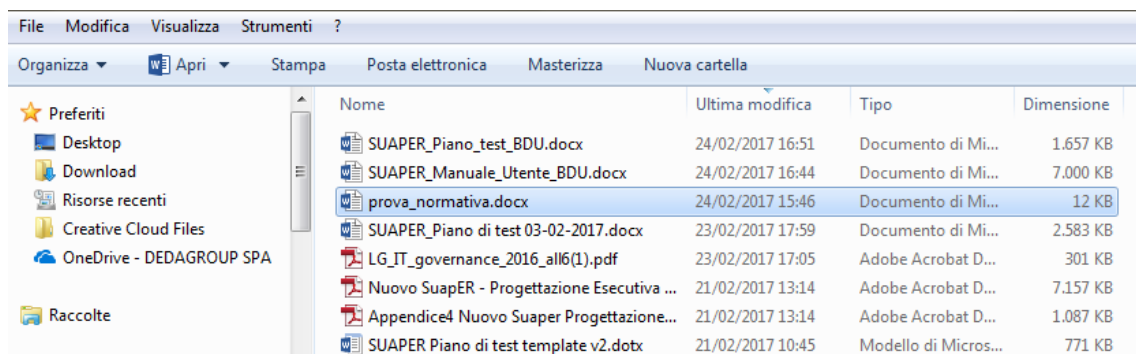 File Modifica Visualizza Strumenti ?
Organizza Apri Stampa Posta elettronica Masterizza Nuova cartella
Preferiti
Desktop
Download
Risorse recenti
Creative Cloud Files
OneDrive - DEDAGROUP SPA
Raccolte
Nome Ultima modifica Tipo Dimensione
SUAPER_Piano_test_BDU.docx 24/02/2017 16:51 Documento di Mi... 1.657 KB
SUAPER_Manuale_Utente_BDU.docx 24/02/2017 16:44 Documento di Mi... 7.000 KB
prova_normativa.docx 24/02/2017 15:46 Documento di Mi... 12 KB
SUAPER_Piano di test 03-02-2017.docx 23/02/2017 17:59 Documento di Mi... 2.583 KB
LG_IT_governance_2016_all6(1).pdf 23/02/2017 17:05 Adobe Acrobat D... 301 KB
Nuovo SuapER - Progettazione Esecutiva ... 21/02/2017 13:14 Adobe Acrobat D... 7.157 KB
Appendice4 Nuovo Suaper Progettazione... 21/02/2017 13:14 Adobe Acrobat D... 1.087 KB
SUAPER Piano di test template v2.dotx 21/02/2017 10:45 Modello di Micros... 771 KB